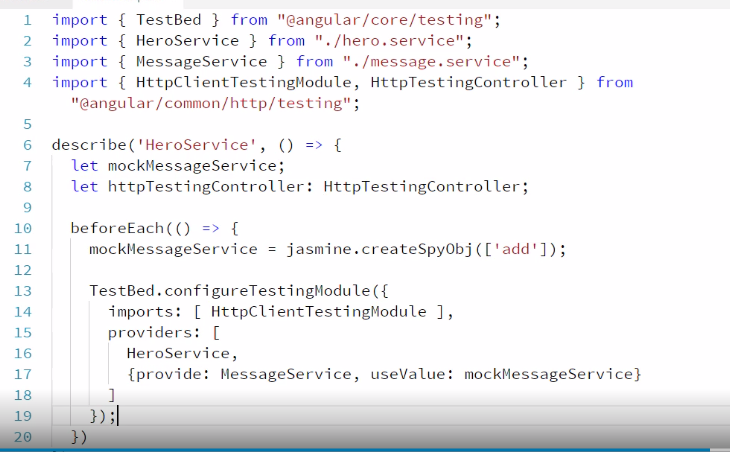 1 import { TestBed } from "@angular/core/testing";
2 import { HeroService } from "./hero.service";
3 import { MessageService } from "./message.service";
4 import { HttpClientTestingModule, HttpTestingController } from
"@angular/common/http/testing";
5
6 describe('HeroService', () => {
7 let mockMessageService;
8 let httpTestingController: HttpTestingController;
9
10 beforeEach(() => {
11 mockMessageService = jasmine.createSpyObj(['add']);
12
13 TestBed.configureTestingModule({
14 imports: [ HttpClientTestingModule ],
15 providers: [
16 HeroService,
17 {provide: MessageService, useValue: mockMessageService}
18 ]
19 });
20 })